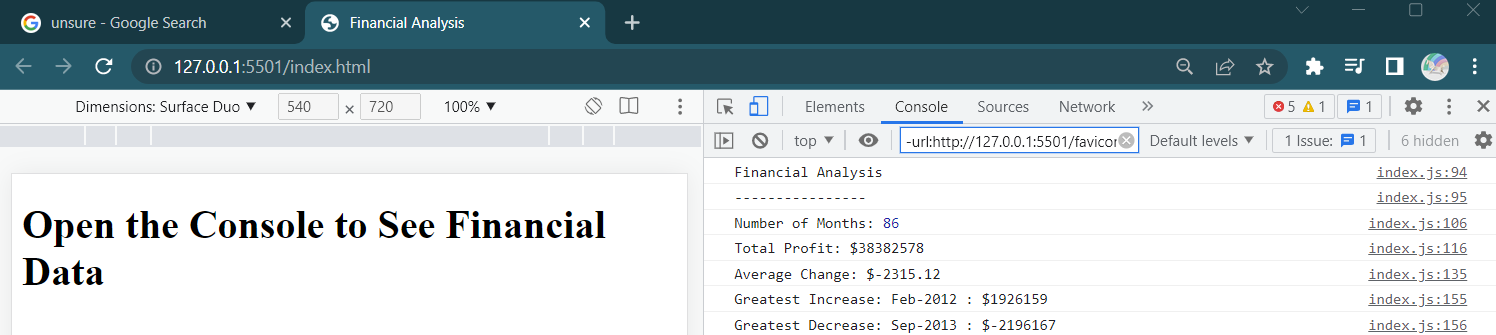 unsure - Google Search
Financial Analysis
127.0.0.1:5501/index.html
Dimensions: Surface Duo ▼ 540 × 720 100% ▼
Elements Console Sources Network » 5 1 1
top ▼ -url:http://127.0.0.1:5501/favicor Default levels ▼ 1 Issue: 1 6 hidden
Open the Console to See Financial
Data
Financial Analysis index.js:94
---------------- index.js:95
Number of Months: 86 index.js:106
Total Profit: $38382578 index.js:116
Average Change: $-2315.12 index.js:135
Greatest Increase: Feb-2012 : $1926159 index.js:155
Greatest Decrease: Sep-2013 : $-2196167 index.js:156